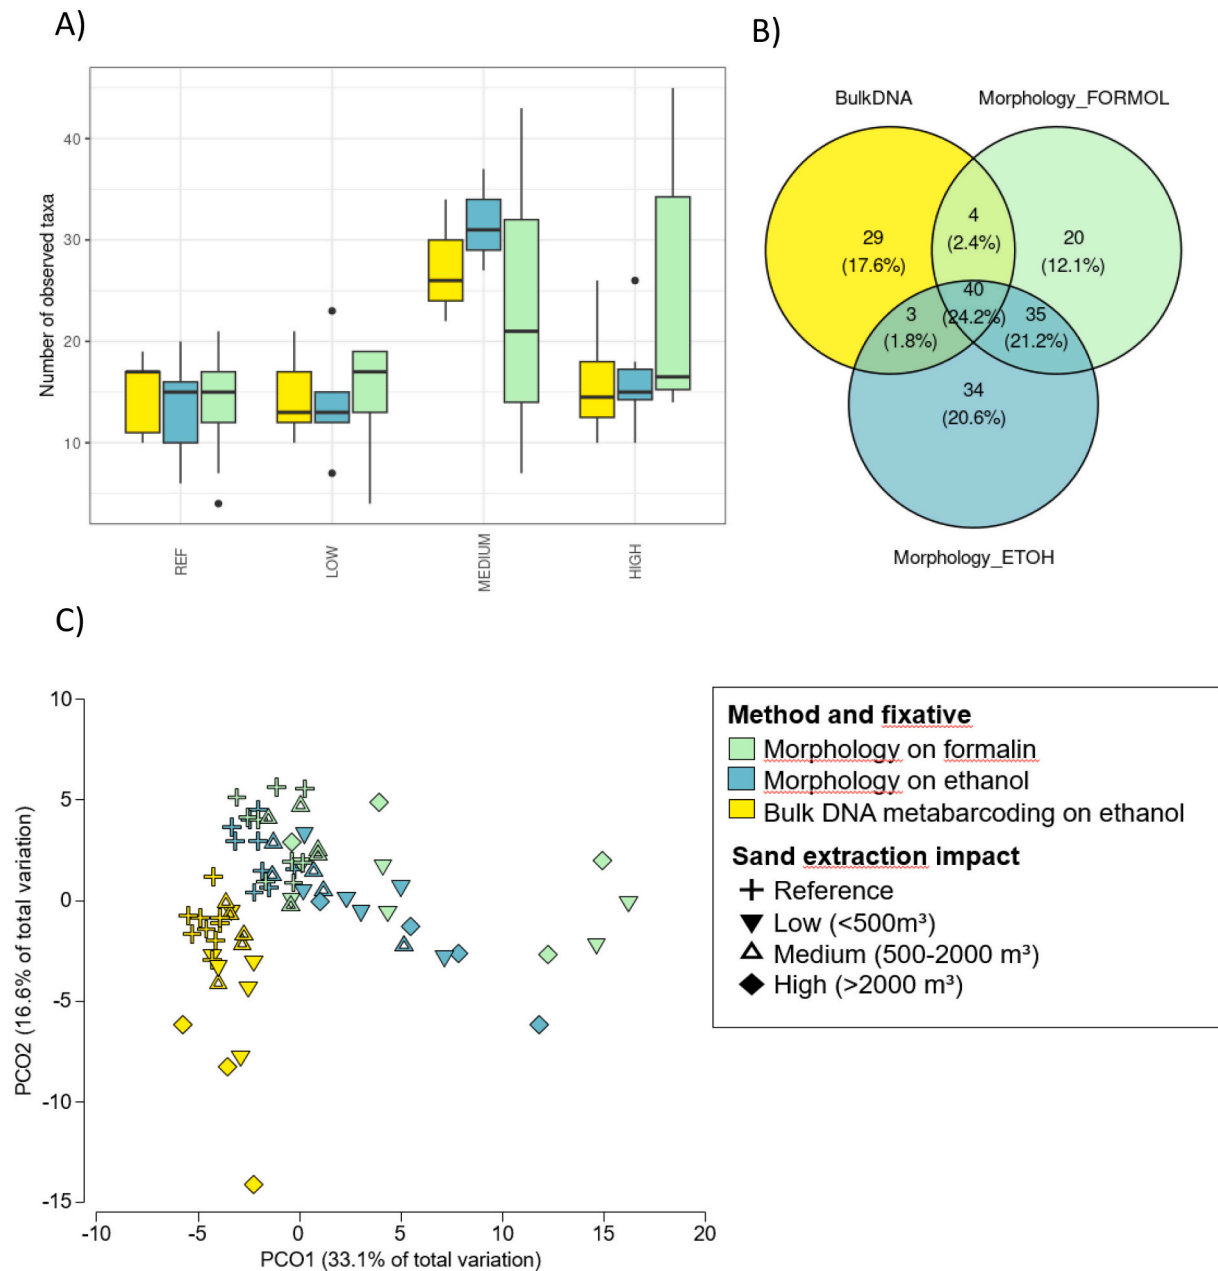 A)
B)
Number of observed taxa
40
30
20
10
REF
LOW
MEDIUM
HIGH
BulkDNA
Morphology_FORMOL
4
(2.4%)
29
(17.6%)
20
(12.1%)
40
(24.2%)
3
(1.8%)
35
(21.2%)
34
(20.6%)
Morphology_ETOH
C)
PCO2 (16.6% of total variation)
10
5
0
-5
-10
-15
-10
-5
0
5
10
15
20
PCO1 (33.1% of total variation)
Method and fixative
Morphology on formalin
Morphology on ethanol
Bulk DNA metabarcoding on ethanol
Sand extraction impact
Reference
Low (<500m³)
Medium (500-2000 m³)
High (>2000 m³)